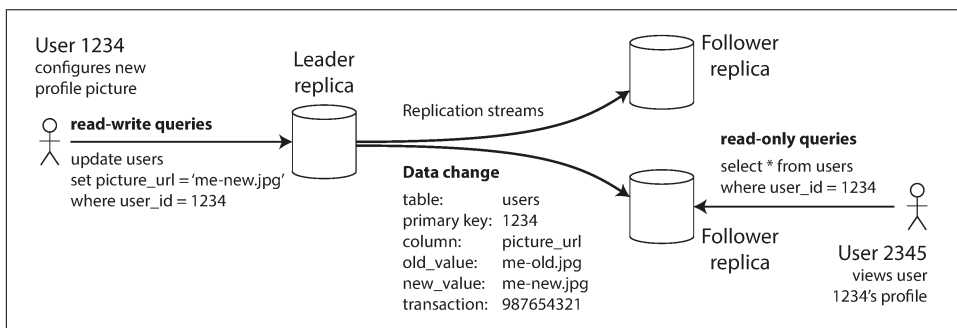 User 1234
configures new
profile picture
read-write queries
update users
set picture_url = ‘me-new.jpg’
where user_id = 1234
Leader
replica
Replication streams
Data change
table: users
primary key: 1234
column: picture_url
old_value: me-old.jpg
new_value: me-new.jpg
transaction: 987654321
Follower
replica
read-only queries
select * from users
where user_id = 1234
Follower
replica
User 2345
views user
1234’s profile